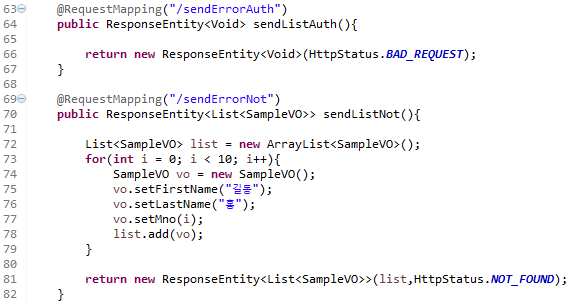 63 @RequestMapping("/sendErrorAuth")
64 public ResponseEntity<Void> sendListAuth(){
65
66 return new ResponseEntity<Void>(HttpStatus.BAD_REQUEST);
67 }
68
69 @RequestMapping("/sendErrorNot")
70 public ResponseEntity<List<SampleVO>> sendListNot(){
71
72 List<SampleVO> list = new ArrayList<SampleVO>();
73 for(int i = 0; i < 10; i++){
74 SampleVO vo = new SampleVO();
75 vo.setFirstName("길동");
76 vo.setLastName("홍");
77 vo.setMno(i);
78 list.add(vo);
79 }
80
81 return new ResponseEntity<List<SampleVO>>(list,HttpStatus.NOT_FOUND);
82 }